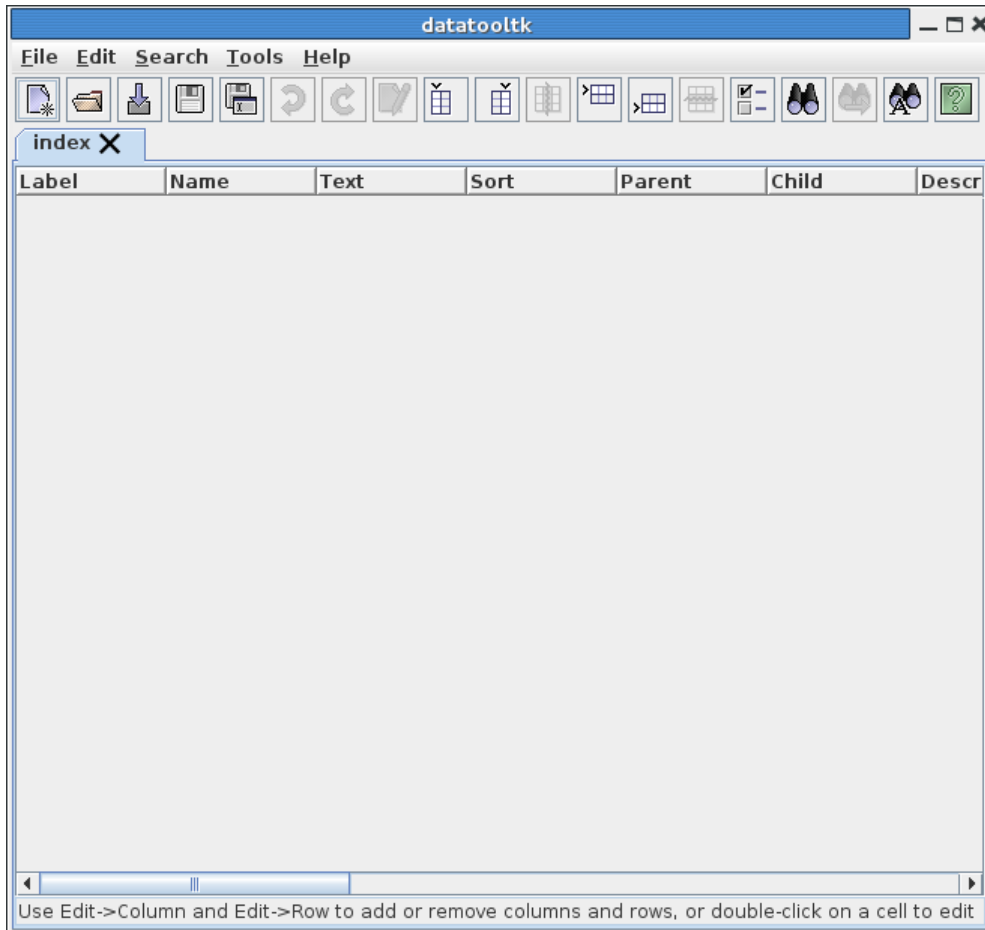 datatooltk
File Edit Search Tools Help
index
Label Name Text Sort Parent Child Descr
Use Edit->Column and Edit->Row to add or remove columns and rows, or double-click on a cell to edit